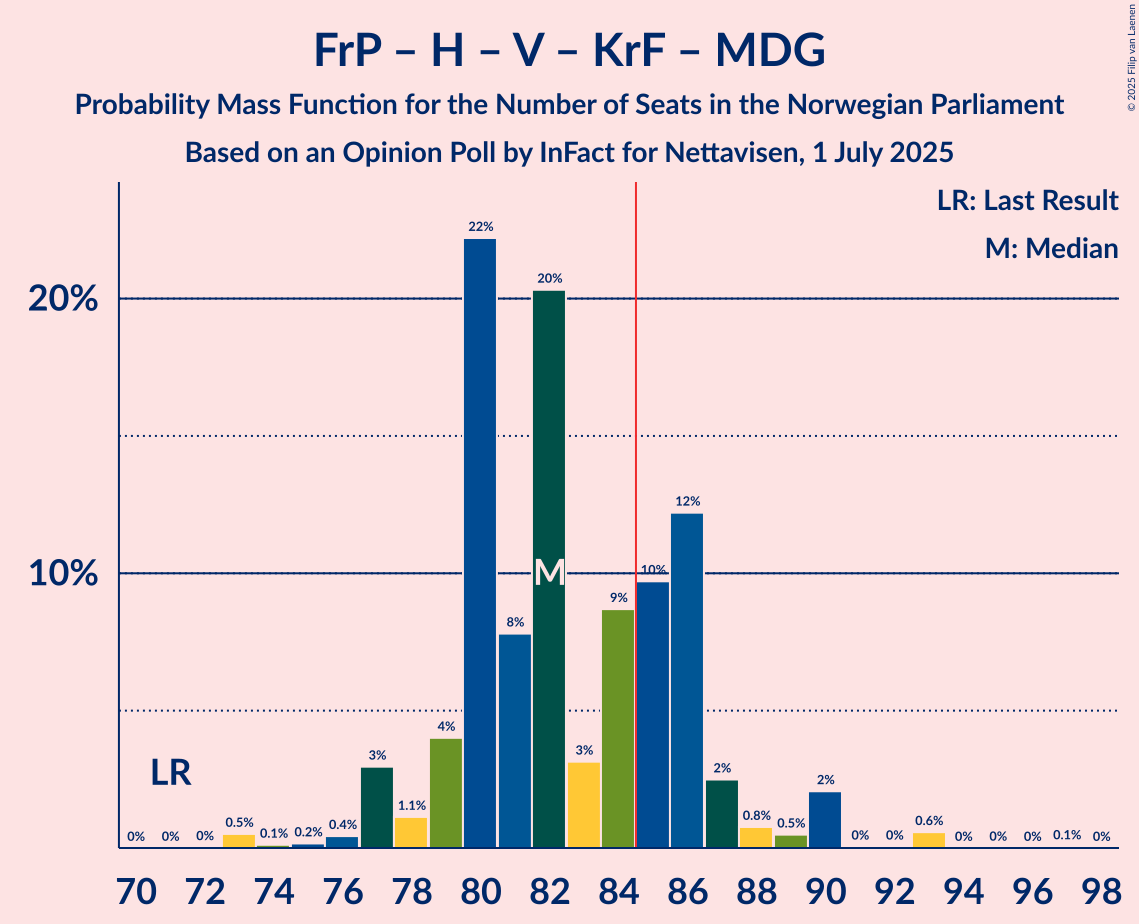 FrP – H – V – KrF – MDG
Probability Mass Function for the Number of Seats in the Norwegian Parliament
Based on an Opinion Poll by InFact for Nettavisen, 1 July 2025
© 2025 Filip van Laenen
LR: Last Result
M: Median
20%
10%
LR
M
0% 0% 0% 0.5% 0.1% 0.2% 0.4% 3% 1.1% 4% 22% 8% 20% 3% 9% 10% 12% 2% 0.8% 0.5% 2% 0% 0% 0.6% 0% 0% 0% 0.1% 0%
70 72 74 76 78 80 82 84 86 88 90 92 94 96 98